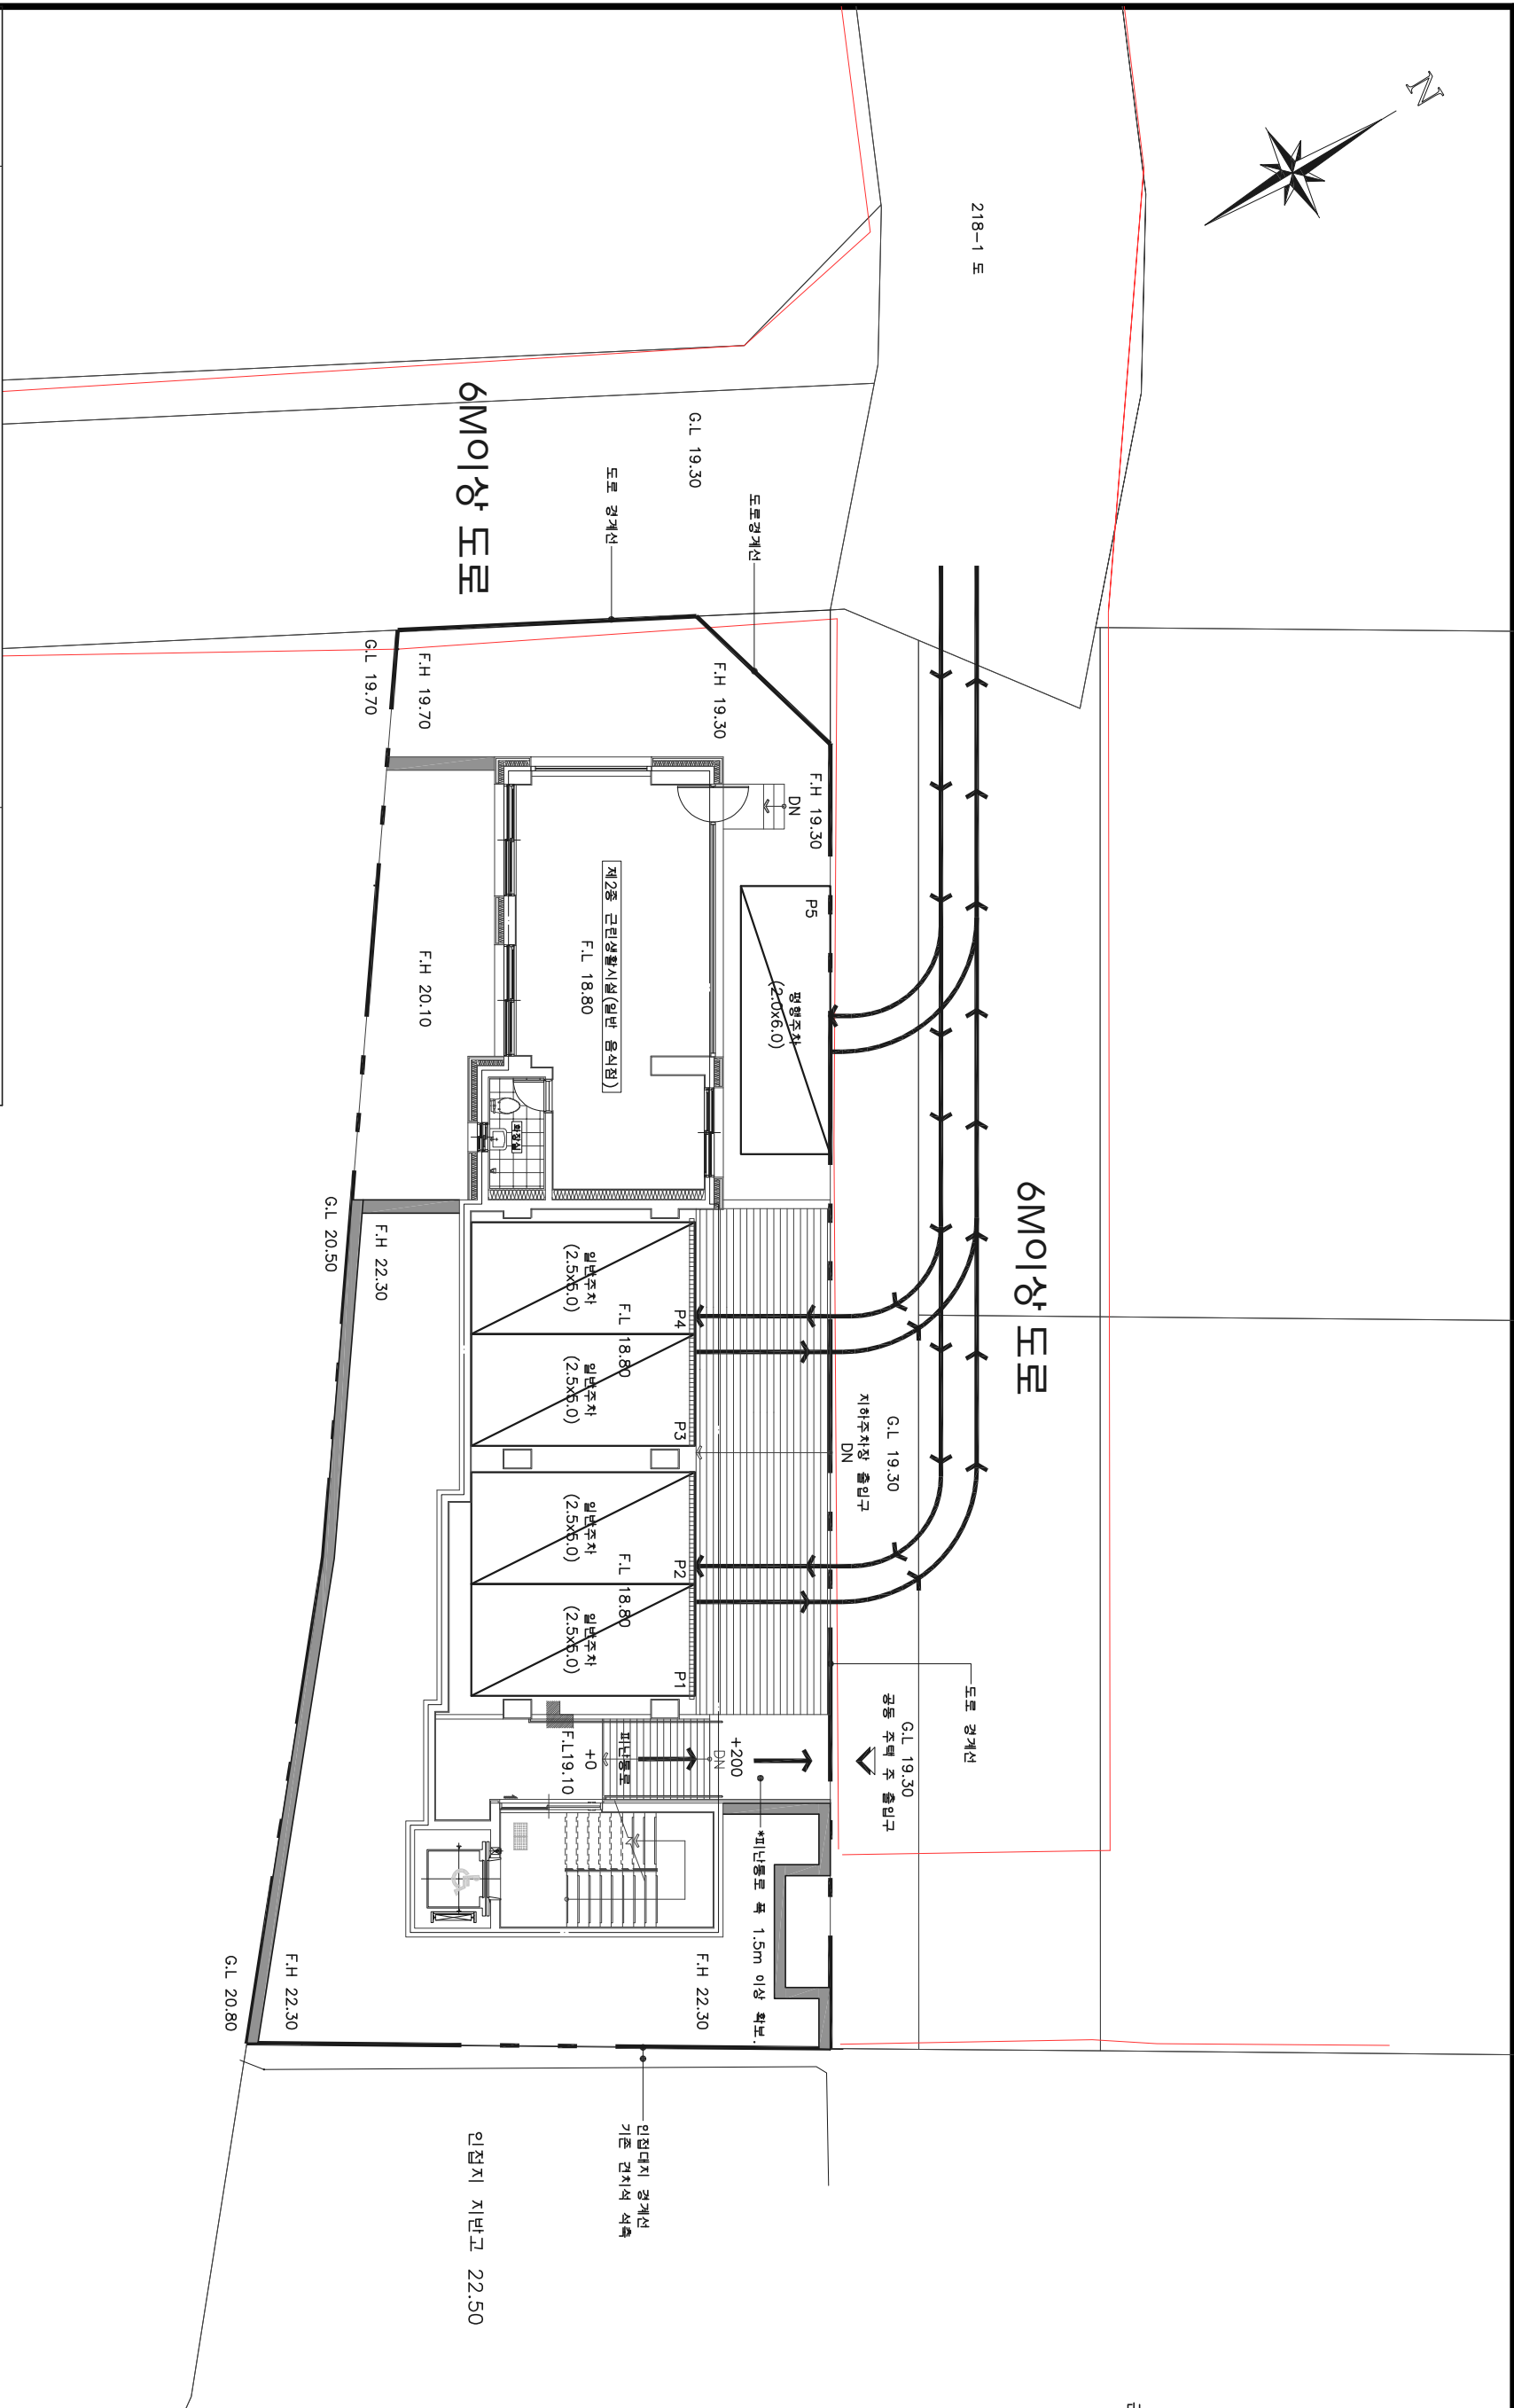 N
218-1 도
6M이상 도로
G.L 19.30
도로 경계선
도로경계선
G.L 19.70
F.H 19.70
F.H 19.30
F.H 19.30
DN
P5
평행주차
(2.0x6.0)
제2종 근린생활시설(일반 음식점)
F.L 18.80
F.H 20.10
화장실
6M이상 도로
G.L 20.50
F.H 22.30
일반주차
(2.5x5.0)
F.L 18.80
P4
일반주차
(2.5x5.0)
P3
G.L 19.30
지하주차장 출입구
DN
일반주차
(2.5x5.0)
F.L 18.80
P2
일반주차
(2.5x5.0)
P1
도로 경계선
G.L 19.30
공동 주택 주 출입구
+200
DN
피난통로
+0
F.L19.10
*피난통로 폭 1.5m 이상 확보.
F.H 22.30
F.H 22.30
G.L 20.80
인접대지 경계선
기존 견치석 석축
인접지 지반고 22.50